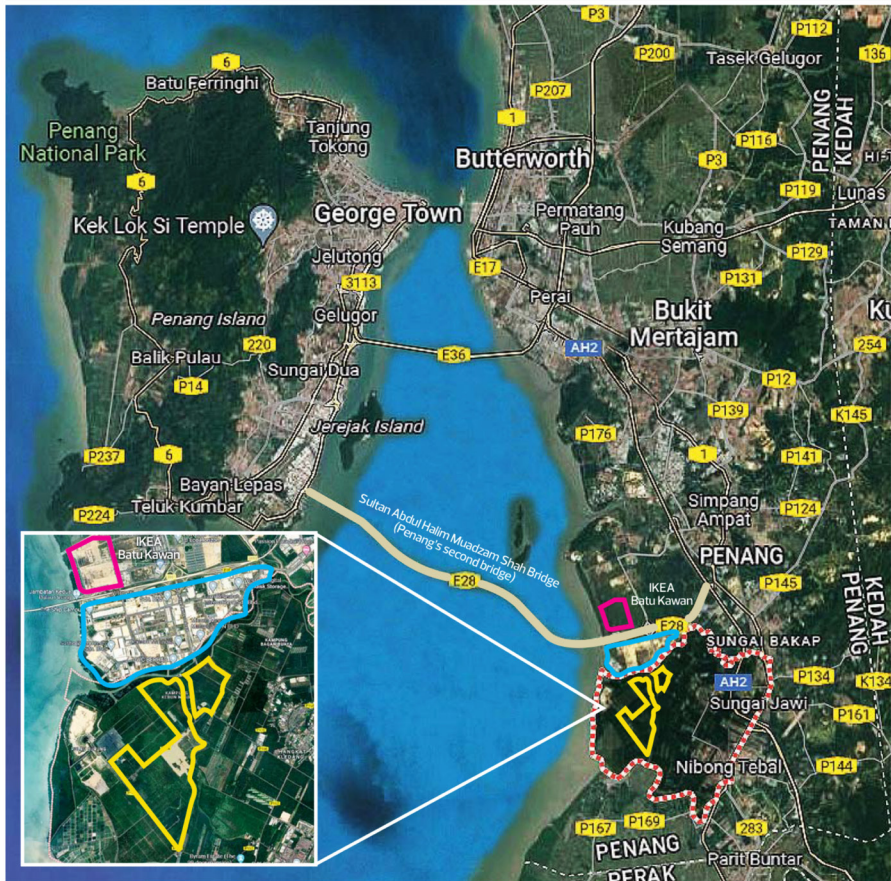 P3
P112
6
P200
136
Tasek Gelugor
Batu Ferringhi
P207
PENANG
KEDAH
Penang
National Park
Tanjung
Tokong
1
P116
Butterworth
P3
6
P119
Lunas
Kek Lok Si Temple
George Town
Permatang
Pauh
Kubang
Semang
TAMAN
P129
Jelutong
E17
P131
3113
Perai
Penang Island
Gelugor
Bukit
Mertajam
220
AH2
254
Balik Pulau
E36
Sungai Dua
P12
P14
P139
K145
Jerejak Island
P176
P237
6
1
P141
Bayan Lepas
Simpang
Ampat
P224
Teluk Kumbar
P124
Sultan Abdul Halim Muadzam Shah Bridge
(Penang's second bridge)
PENANG
IKEA
Batu Kawan
E28
P145
KEDAH
PENANG
IKEA
Batu Kawan
E28
SUNGAI BAKAP
AH2
P134
K134
Sungai Jawi
P161
Nibong Tebal
P144
P167
P169
283
PENANG
PERAK
Parit Buntar